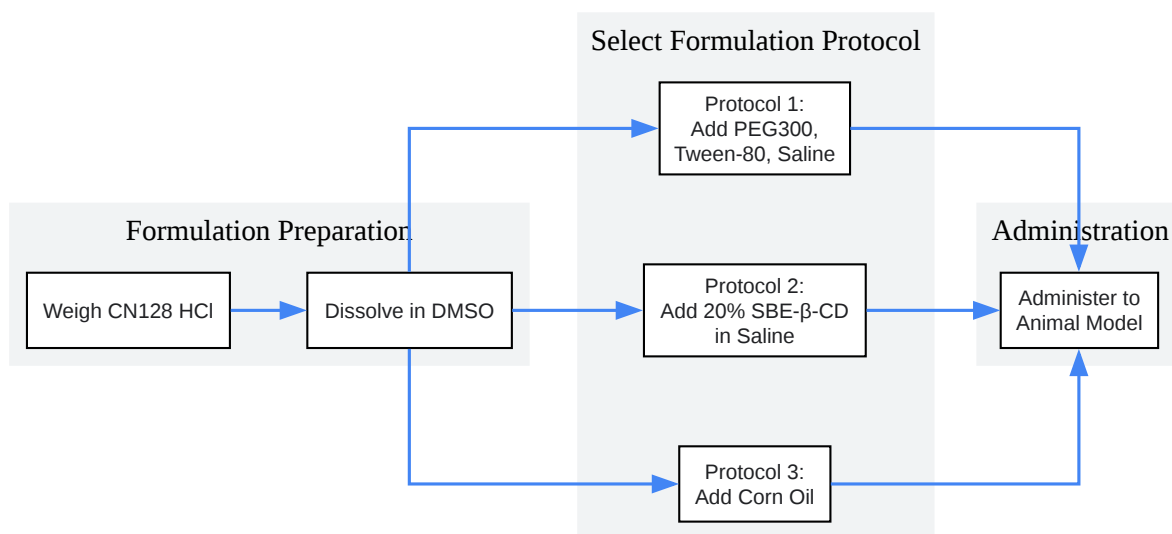 Select Formulation Protocol
Protocol 1:
Add PEG300,
Tween-80, Saline
Formulation Preparation
Administration
Weigh CN128 HCl
Dissolve in DMSO
Protocol 2:
Add 20% SBE-β-CD
in Saline
Administer to
Animal Model
Protocol 3:
Add Corn Oil